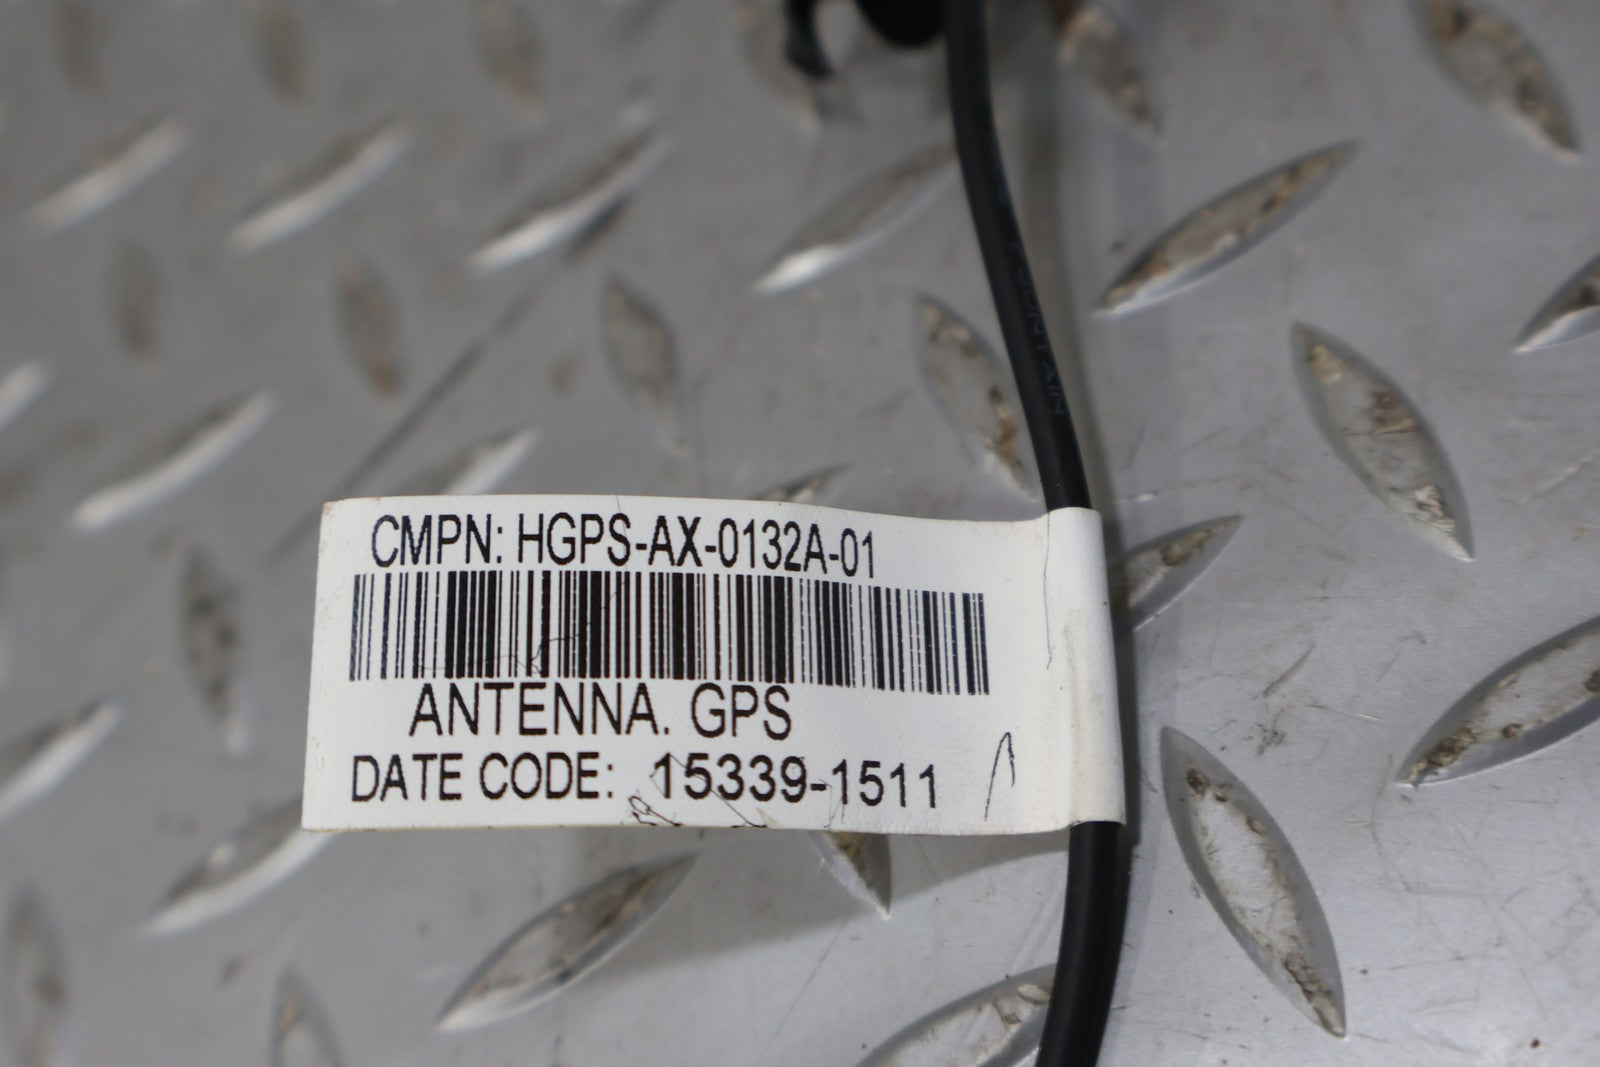 CMPN: HGPS-AX-0132A-01
ANTENNA. GPS
DATE CODE: 15339-1511